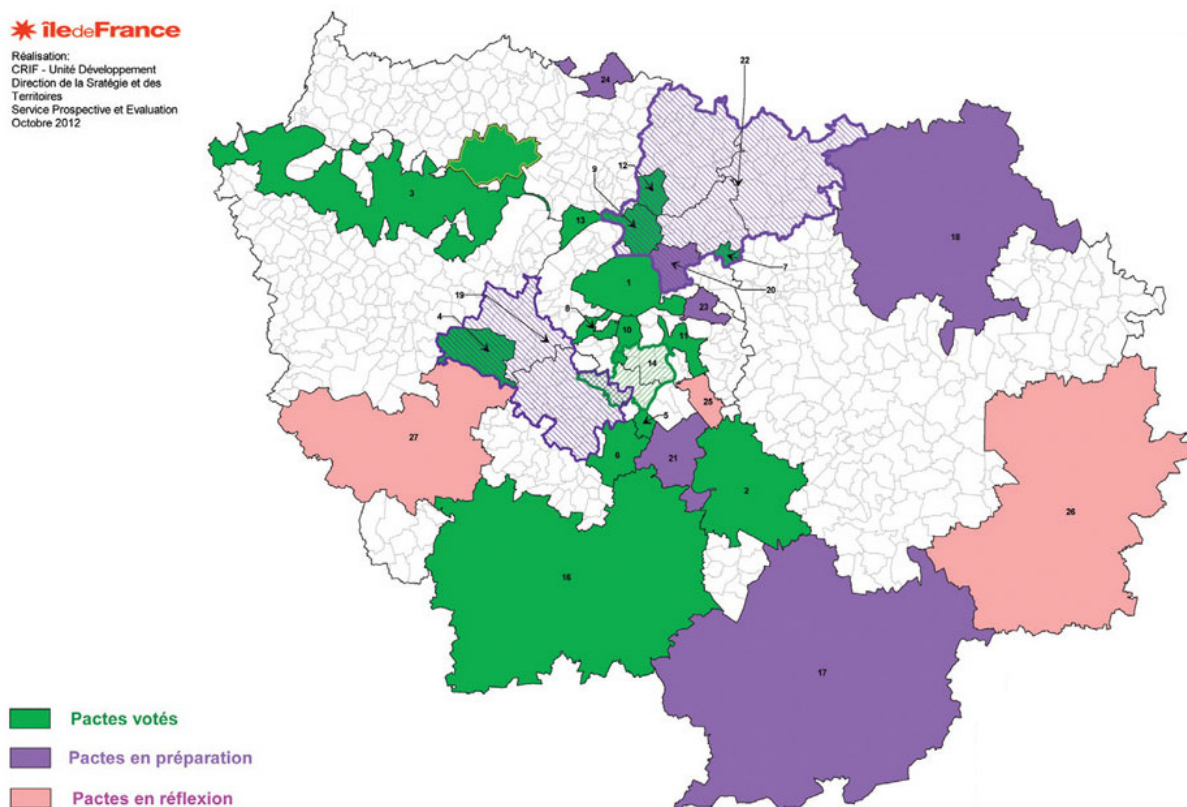 îledeFrance
Réalisation:
CRIF - Unité Développement
Direction de la Sratégie et des
Territoires
Service Prospective et Evaluation
Octobre 2012
22
24
12
9
3
13
18
7
20
1
19
8
23
4
10
11
14
25
5
27
6
21
2
26
16
17
Pactes votés
Pactes en préparation
Pactes en réflexion